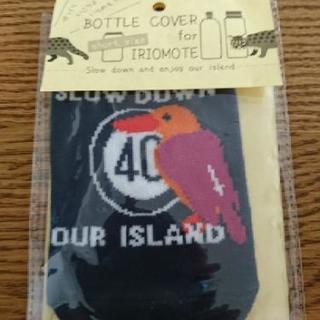 BOTTLE COVER
for
IRIOMOTE
Slow down and enjoy our island
SLOW DOWN
40
OUR ISLAND